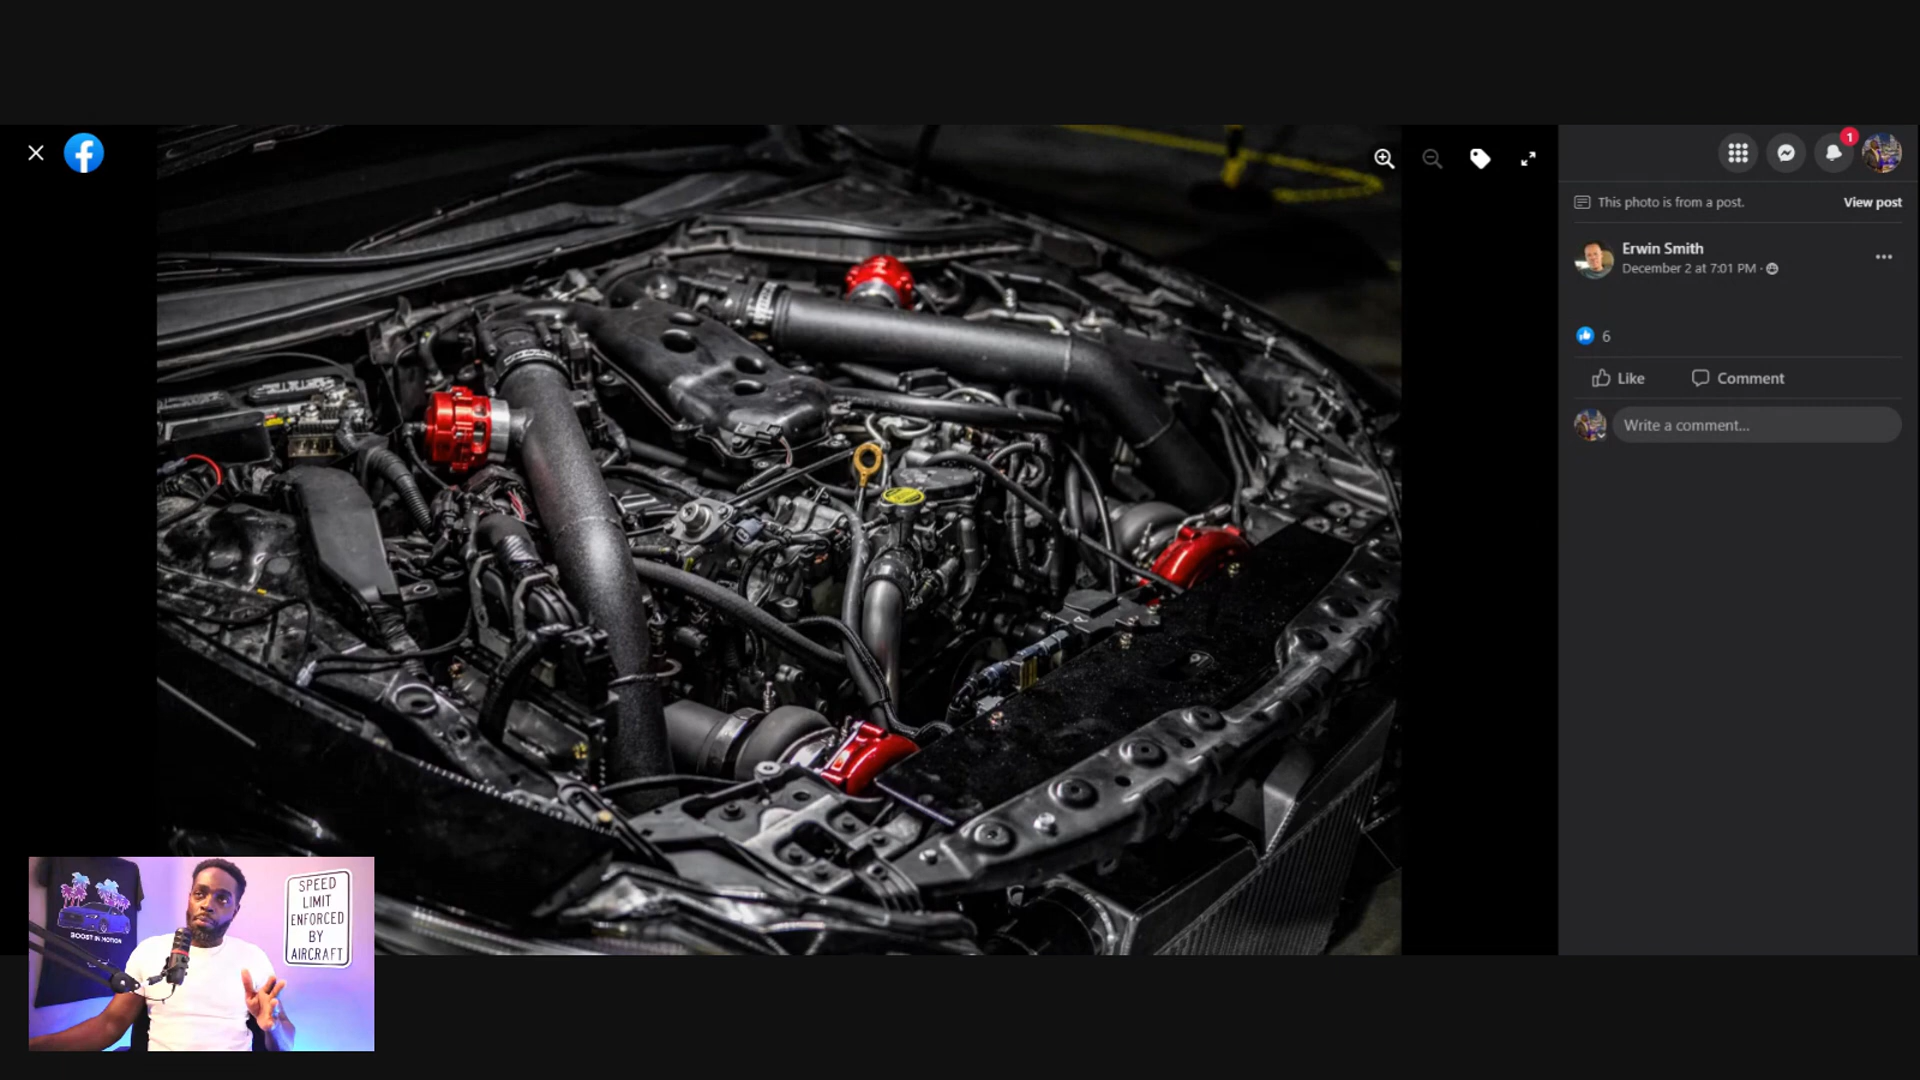 1
This photo is from a post.
View post
Erwin Smith
December 2 at 7:01 PM ·
6
Like
Comment
Write a comment...
BOOST IN MOTION
SPEED
LIMIT
ENFORCED
BY
AIRCRAFT